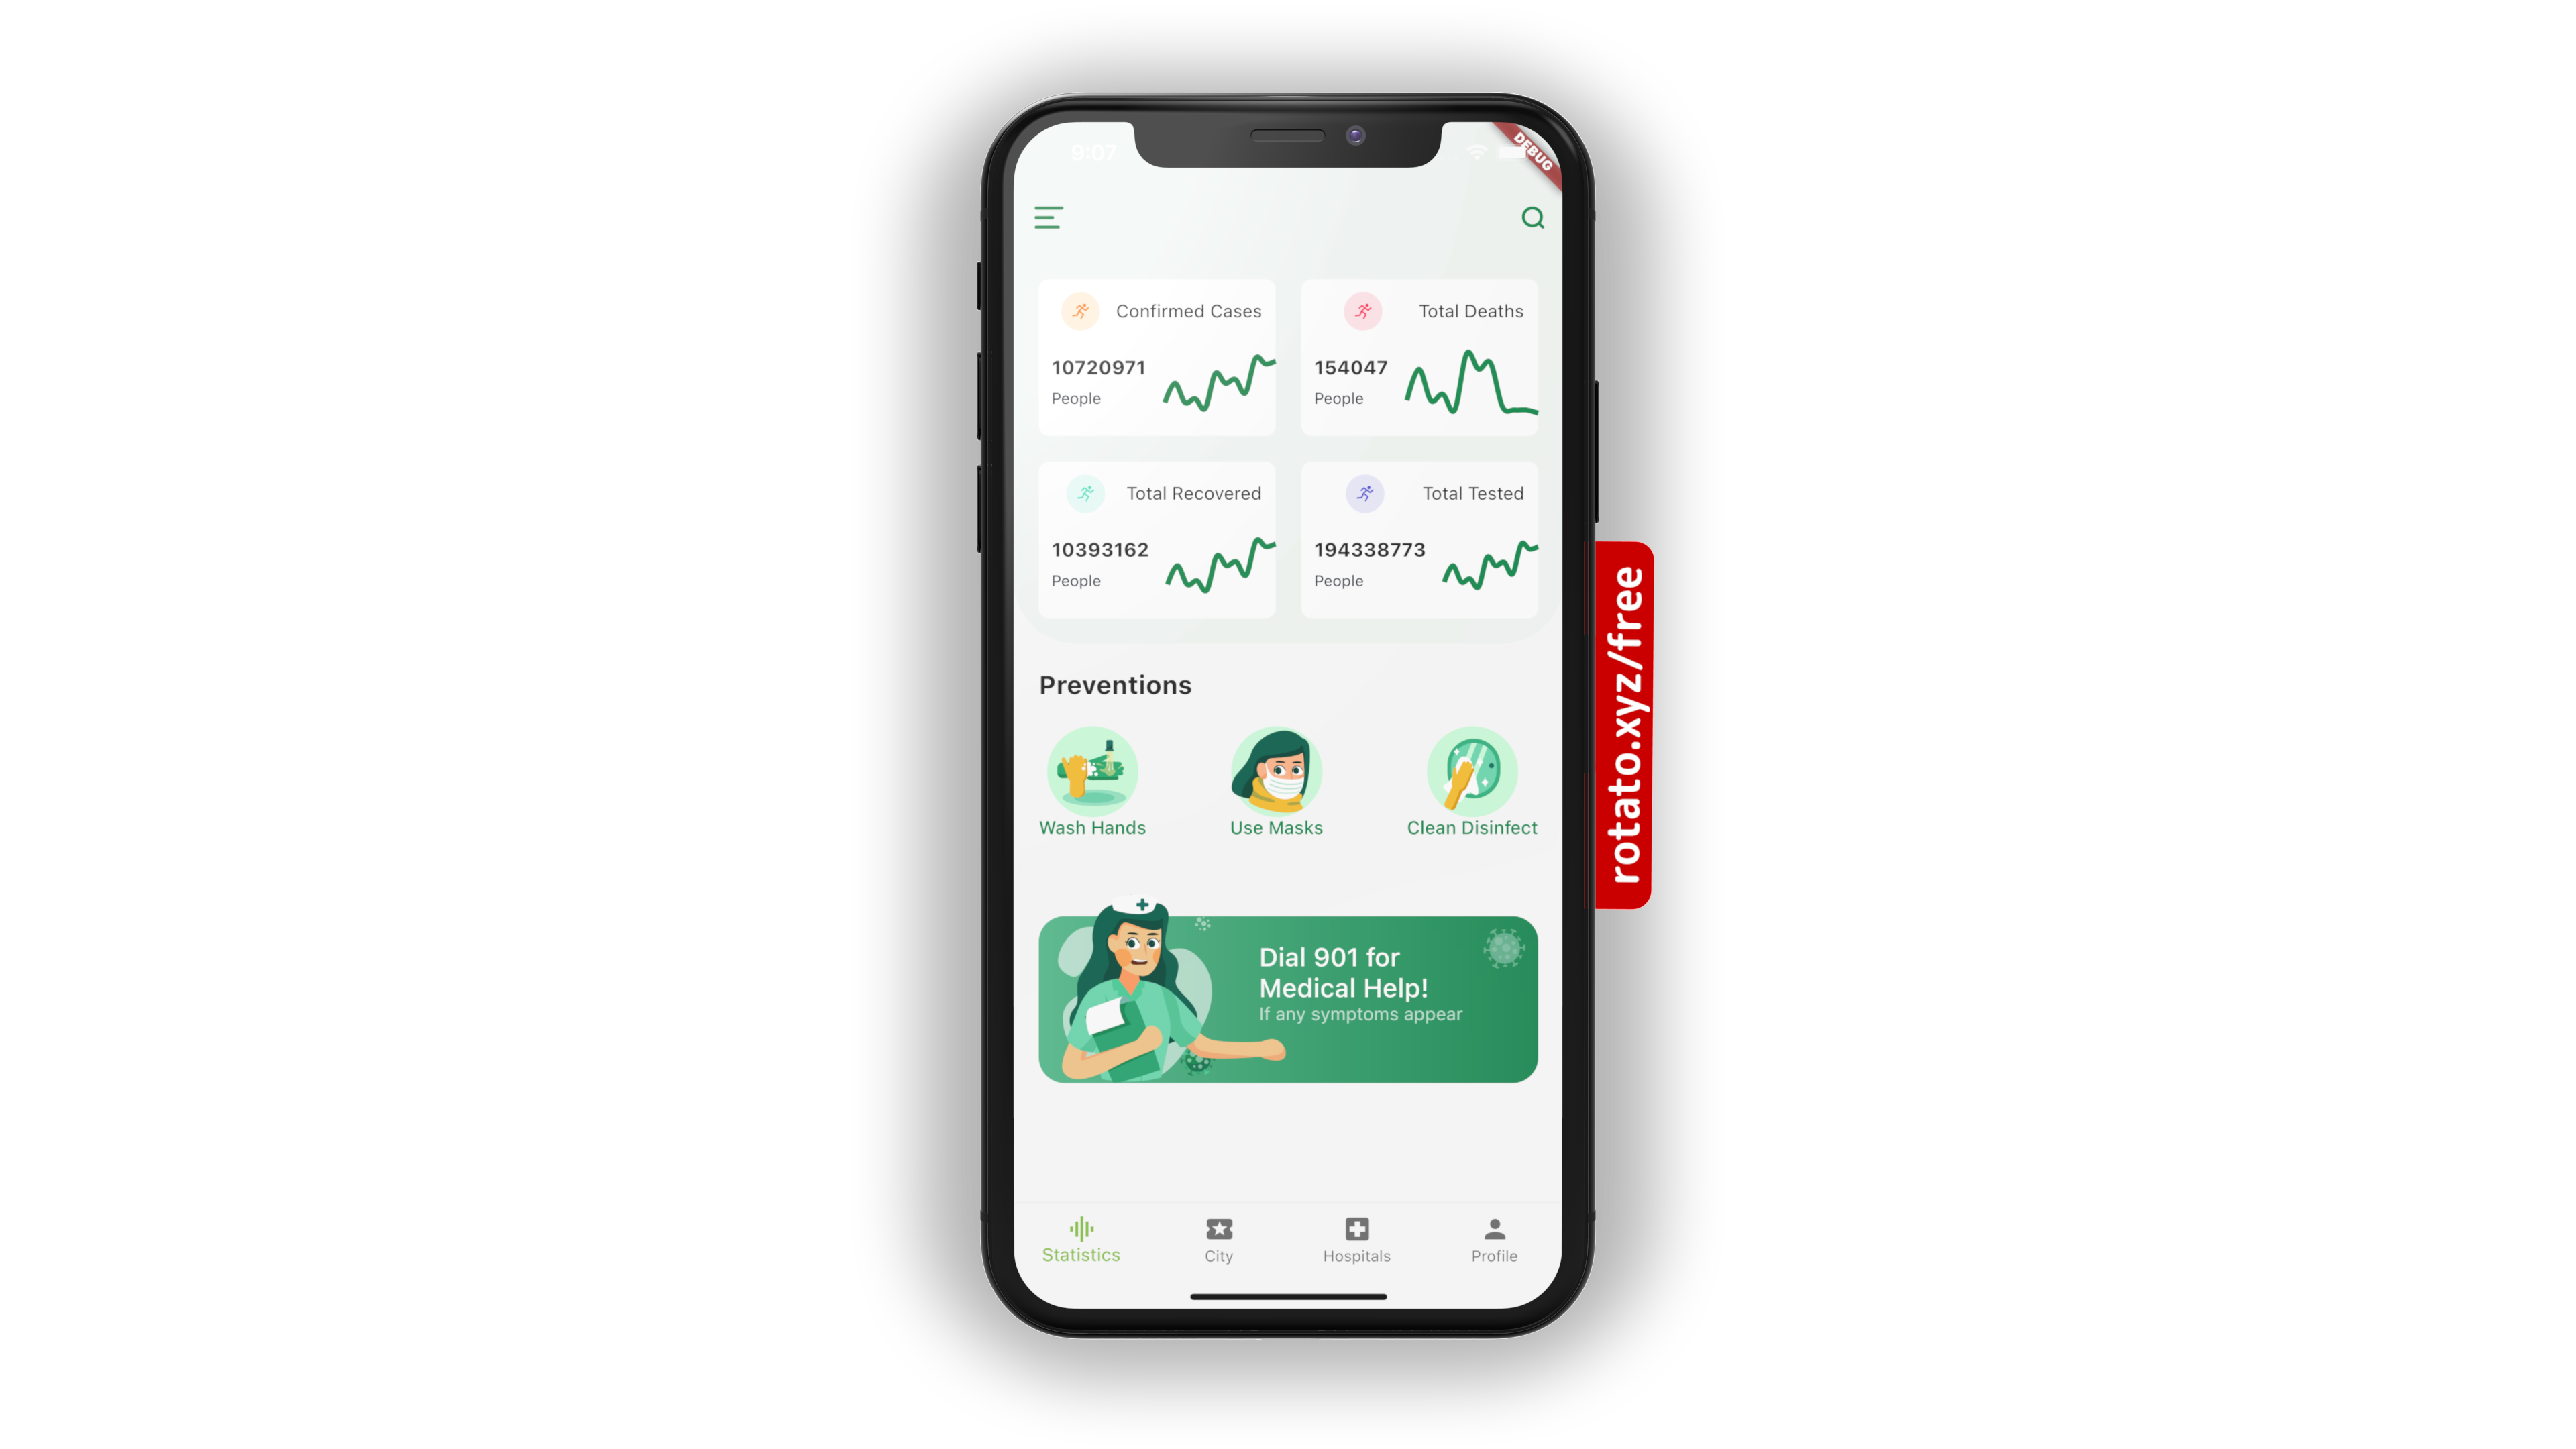 9:07
DEBUG
Confirmed Cases
10720971
People
Total Deaths
154047
People
Total Recovered
10393162
People
Total Tested
194338773
People
Preventions
Wash Hands
Use Masks
Clean Disinfect
Dial 901 for
Medical Help!
If any symptoms appear
Statistics
City
Hospitals
Profile
rotato.xyz/free